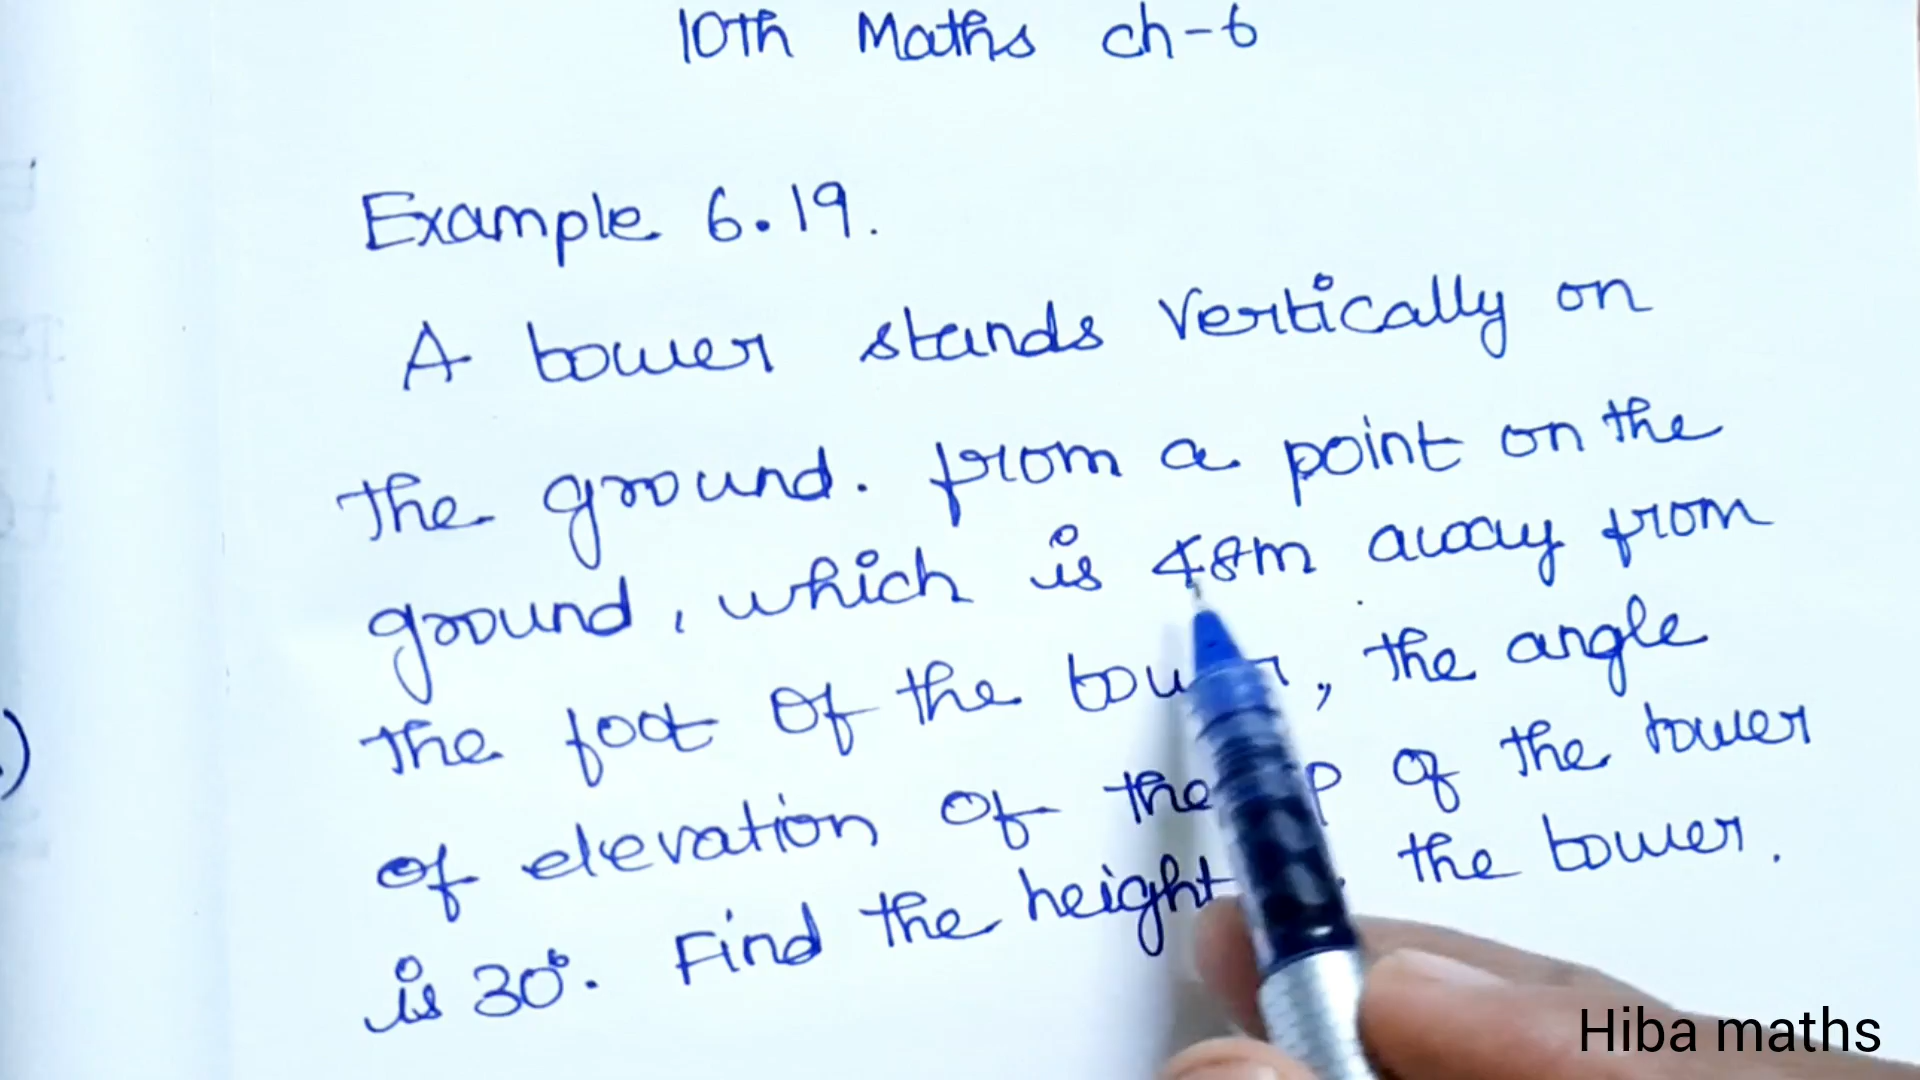 10th Maths ch-6
Example 6.19.
A tower stands vertically on
the ground. from a point on the
ground, which is 48m away from
the foot of the tower, the angle
of elevation of the top of the tower
is 30°. Find the height the tower.
Hiba maths